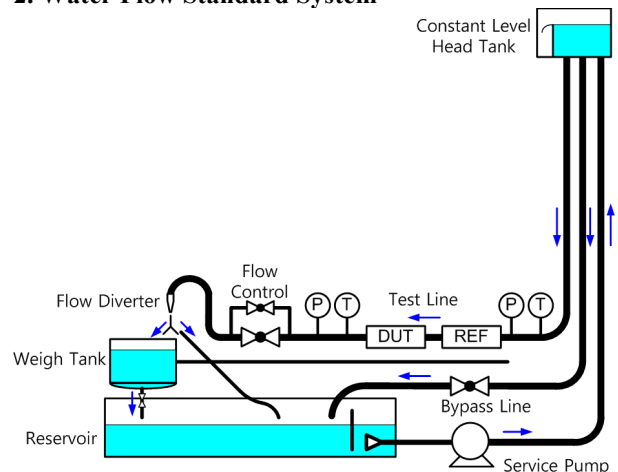 2. Water Flow Standard System
Constant Level
Head Tank
Flow
Control
Flow Diverter
P
T
Test Line
P
T
DUT
REF
Weigh Tank
Bypass Line
Reservoir
Service Pump